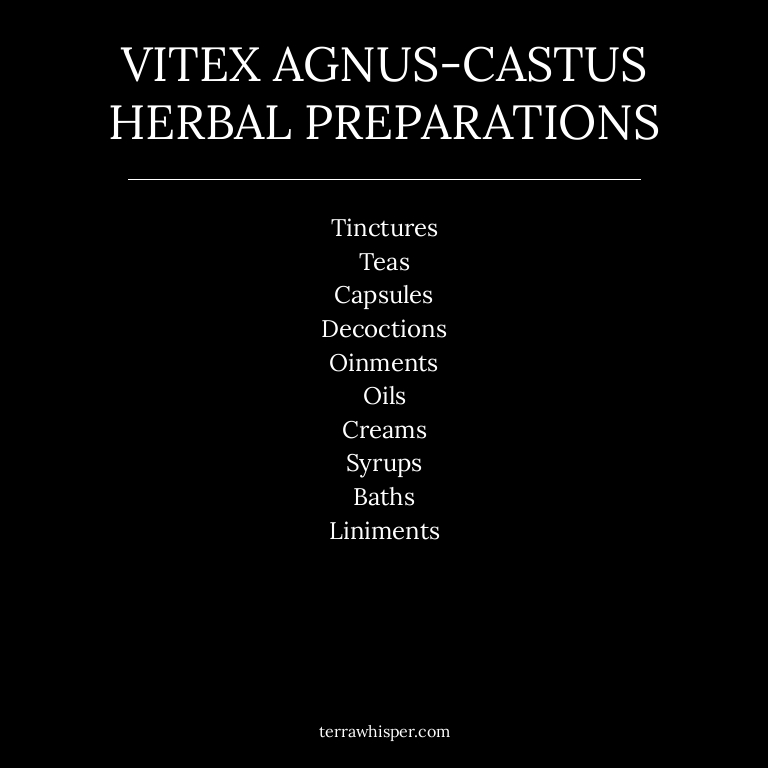 VITEX AGNUS-CASTUS
HERBAL PREPARATIONS
Tinctures
Teas
Capsules
Decoctions
Oinments
Oils
Creams
Syrups
Baths
Liniments
terrawhisper.com